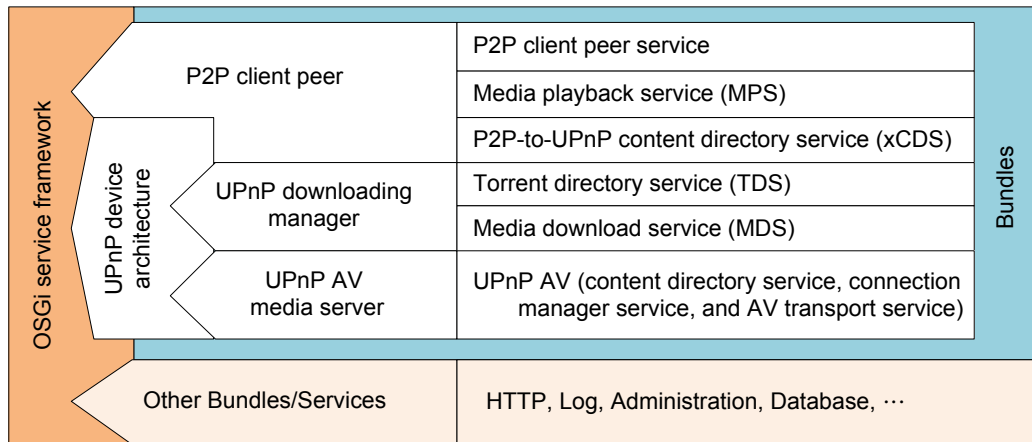 OSGi service framework
UPnP device
architecture
P2P client peer
P2P client peer service
Media playback service (MPS)
P2P-to-UPnP content directory service (xCDS)
UPnP downloading
manager
Torrent directory service (TDS)
Media download service (MDS)
UPnP AV
media server
UPnP AV (content directory service, connection
manager service, and AV transport service)
Bundles
Other Bundles/Services
HTTP, Log, Administration, Database, ⋯